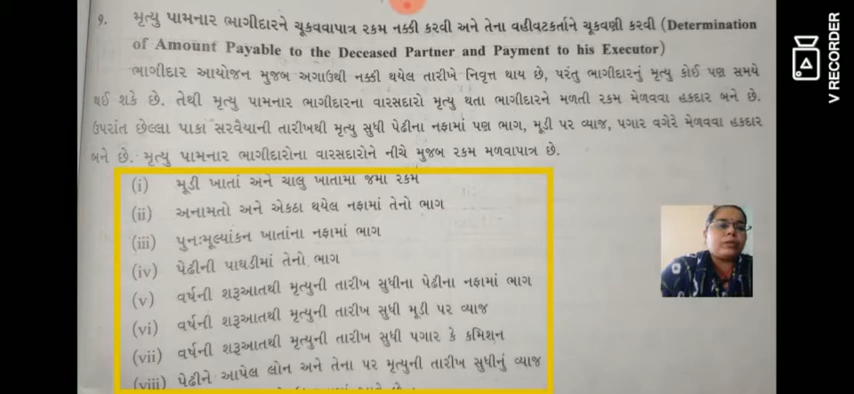 9. મૃત્યુ પામનાર ભાગીદારને ચૂકવવાપાત્ર રકમ નક્કી કરવી અને તેના વહીવટકર્તાને ચૂકવણી કરવી (Determination
of Amount Payable to the Deceased Partner and Payment to his Executor)
ભાગીદાર આયોજન મુજબ અગાઉથી નક્કી થયેલ તારીખે નિવૃત્ત થાય છે, પરંતુ ભાગીદારનું મૃત્યુ કોઈ પણ સમયે
થઈ શકે છે. તેથી મૃત્યુ પામનાર ભાગીદારના વારસદારો મૃત્યુ થતા ભાગીદારને મળતી રકમ મેળવવા હકદાર બને છે.
ઉપરાંત છેલ્લા પાકા સરવૈયાની તારીખથી મૃત્યુ સુધી પેઢીના નફામાં પણ ભાગ, મૂડી પર વ્યાજ, પગાર વગેરે મેળવવા હકદાર
બને છે. મૃત્યુ પામનાર ભાગીદારોના વારસદારોને નીચે મુજબ રકમ મળવાપાત્ર છે.
(i) મૂડી ખાતાં અને ચાલુ ખાતામાં જમા રકમ
(ii) અનામતો અને એકઠા થયેલ નફામાં તેનો ભાગ
(iii) પુનઃમૂલ્યાંકન ખાતાંના નફામાં ભાગ
(iv) પેઢીની પાઘડીમાં તેનો ભાગ
(v) વર્ષની શરૂઆતથી મૃત્યુની તારીખ સુધીના પેઢીના નફામાં ભાગ
(vi) વર્ષની શરૂઆતથી મૃત્યુની તારીખ સુધી મૂડી પર વ્યાજ
(vii) વર્ષની શરૂઆતથી મૃત્યુની તારીખ સુધી પગાર કે કમિશન
(viii) પેઢીને આપેલ લોન અને તેના પર મૃત્યુની તારીખ સુધીનું વ્યાજ
V RECORDER